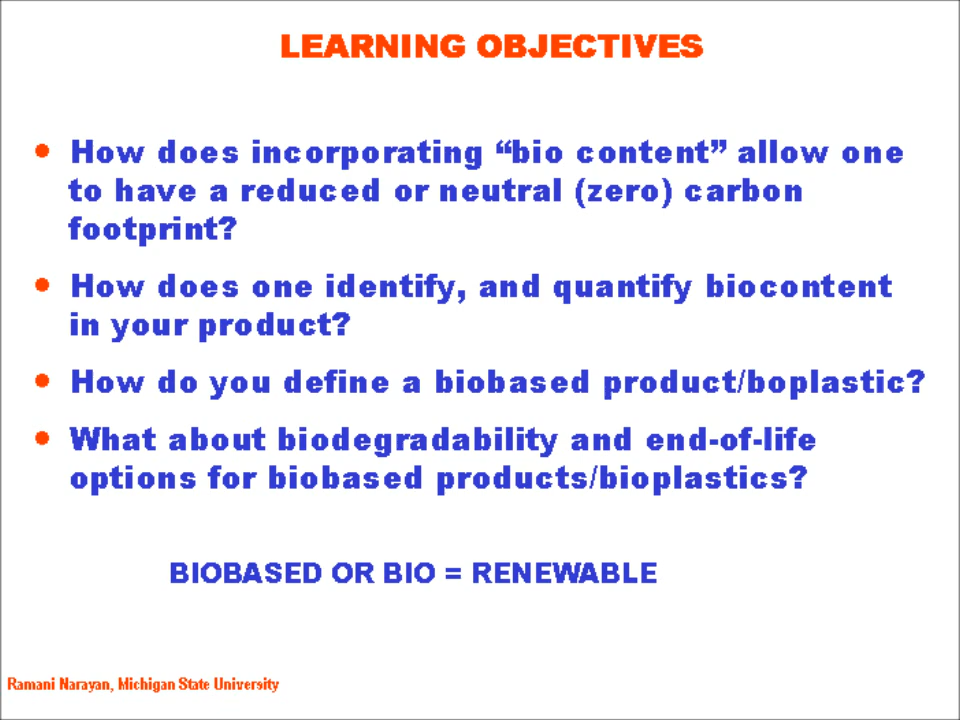 LEARNING OBJECTIVES
• How does incorporating “bio content” allow one
to have a reduced or neutral (zero) carbon
footprint?
• How does one identify, and quantify biocontent
in your product?
• How do you define a biobased product/boplastic?
• What about biodegradability and end-of-life
options for biobased products/bioplastics?
BIOBASED OR BIO = RENEWABLE
Ramani Narayan, Michigan State University